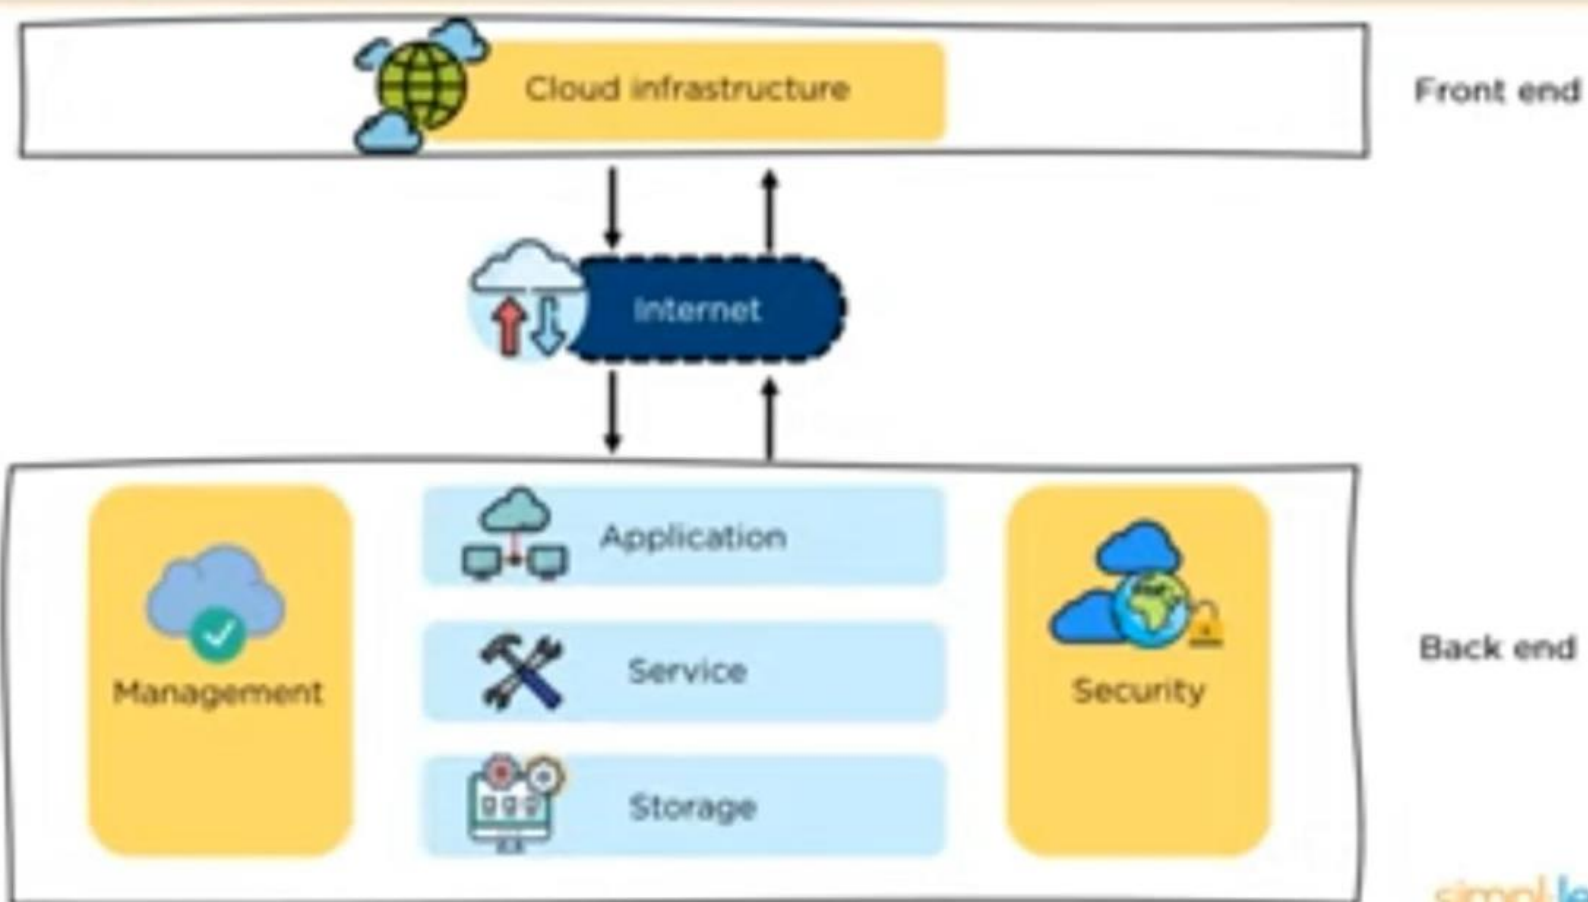 Cloud infrastructure
Front end
Internet
Management
Application
Service
Storage
Security
Back end